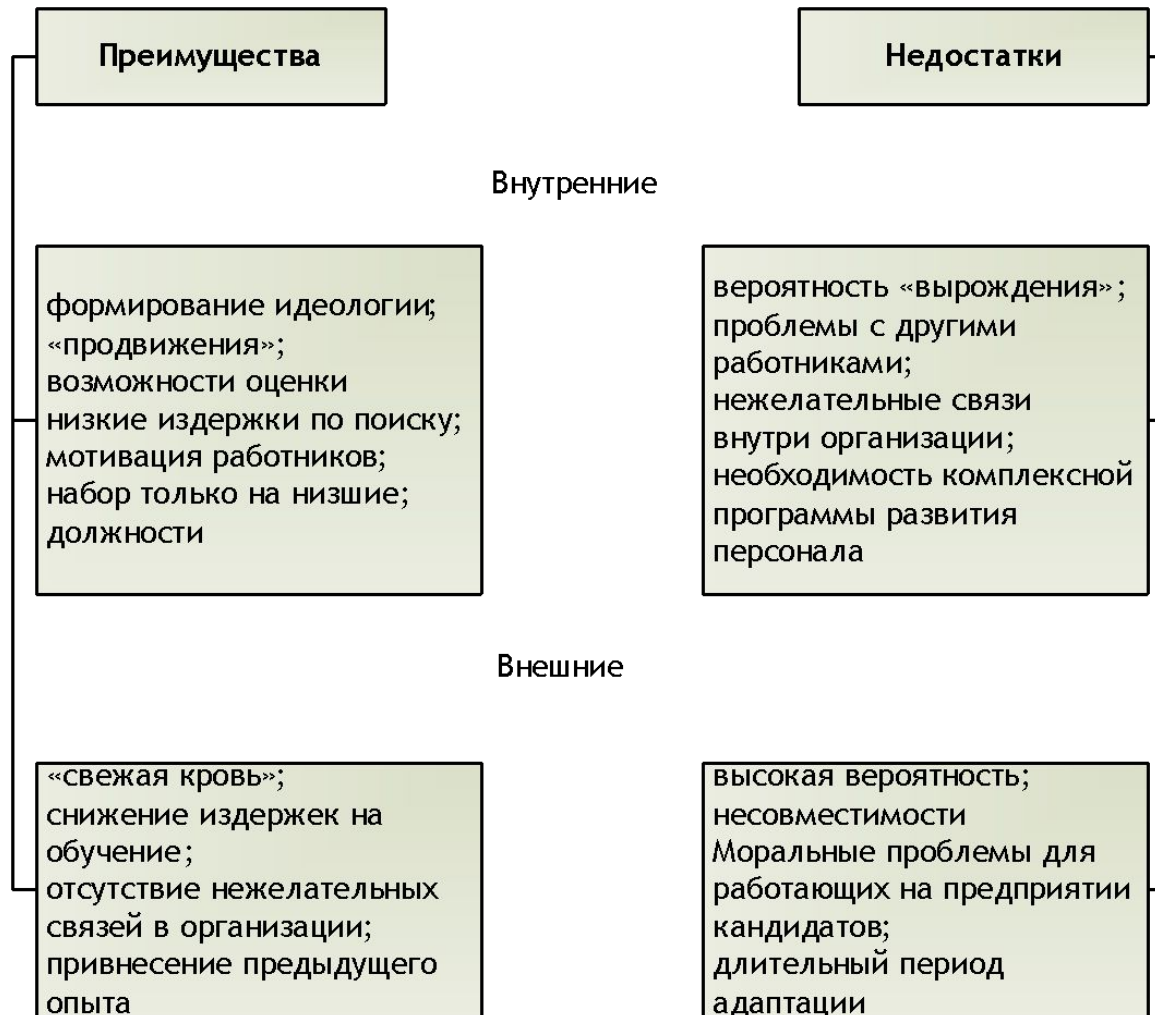 Преимущества
Недостатки
Внутренние
формирование идеологии;
«продвижения»;
возможности оценки
низкие издержки по поиску;
мотивация работников;
набор только на низшие;
должности
вероятность «вырождения»;
проблемы с другими
работниками;
нежелательные связи
внутри организации;
необходимость комплексной
программы развития
персонала
Внешние
«свежая кровь»;
снижение издержек на
обучение;
отсутствие нежелательных
связей в организации;
привнесение предыдущего
опыта
высокая вероятность;
несовместимости
Моральные проблемы для
работающих на предприятии
кандидатов;
длительный период
адаптации